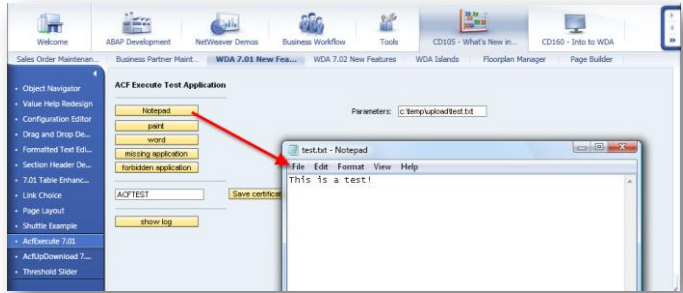 Welcome
ABAP Development
NetWeaver Demos
Business Workflow
Tools
CD105 - What's New in...
CD160 - Into to WDA
Sales Order Maintenan...
Business Partner Maint...
WDA 7.01 New Fea...
WDA 7.02 New Features
WDA Islands
Floorplan Manager
Page Builder
Object Navigator
Value Help Redesign
Configuration Editor
Drag and Drop De...
Formatted Text Edi...
Section Header De...
7.01 Table Enhanc...
Link Choice
Page Layout
Shuttle Example
AcfExecute 7.01
AcfUpDownload 7....
Threshold Slider
ACF Execute Test Application
Notepad
Parameters: c:\temp\upload\test.txt
paint
word
missing application
forbidden application
ACFTEST
Save certificat
show log
test.txt - Notepad
File Edit Format View Help
This is a test!